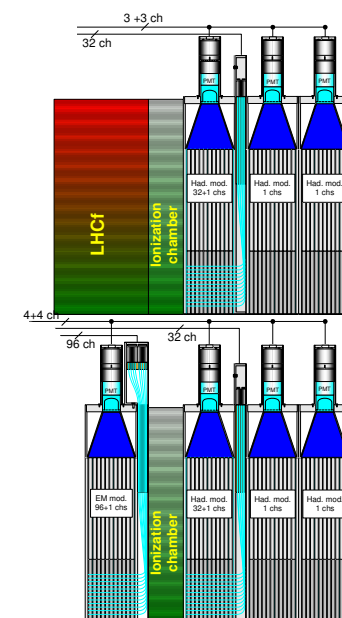 3 +3 ch
32 ch
PMT
PMT
PMT
Had. mod.
32+1 chs
Had. mod.
1 chs
Had. mod.
1 chs
LHCf
Ionization
chamber
4+4 ch
96 ch
32 ch
PMT
PMT
PMT
PMT
EM mod.
96+1 chs
Had. mod.
32+1 chs
Had. mod.
1 chs
Had. mod.
1 chs
Ionization
chamber